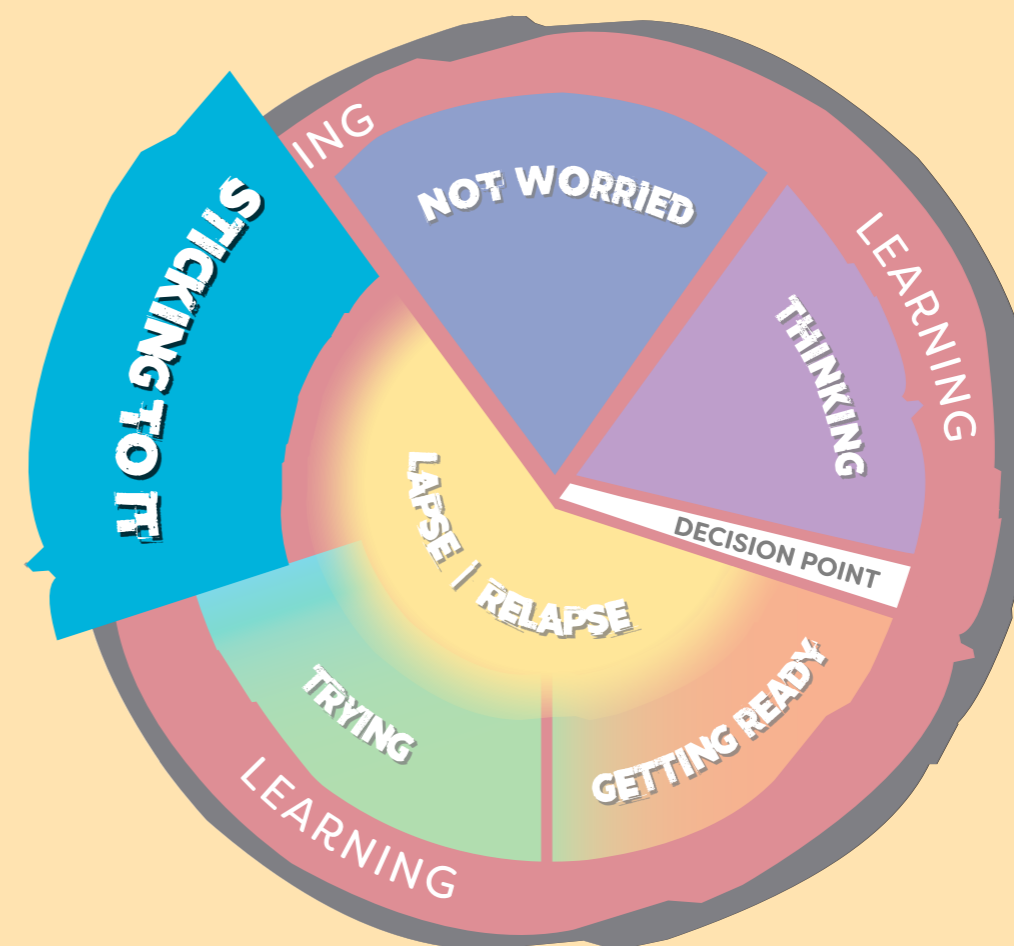 ING
NOT WORRIED
LEARNING
THINKING
DECISION POINT
GETTING READY
LAPSE / RELAPSE
TRYING
LEARNING
STICKING TO IT